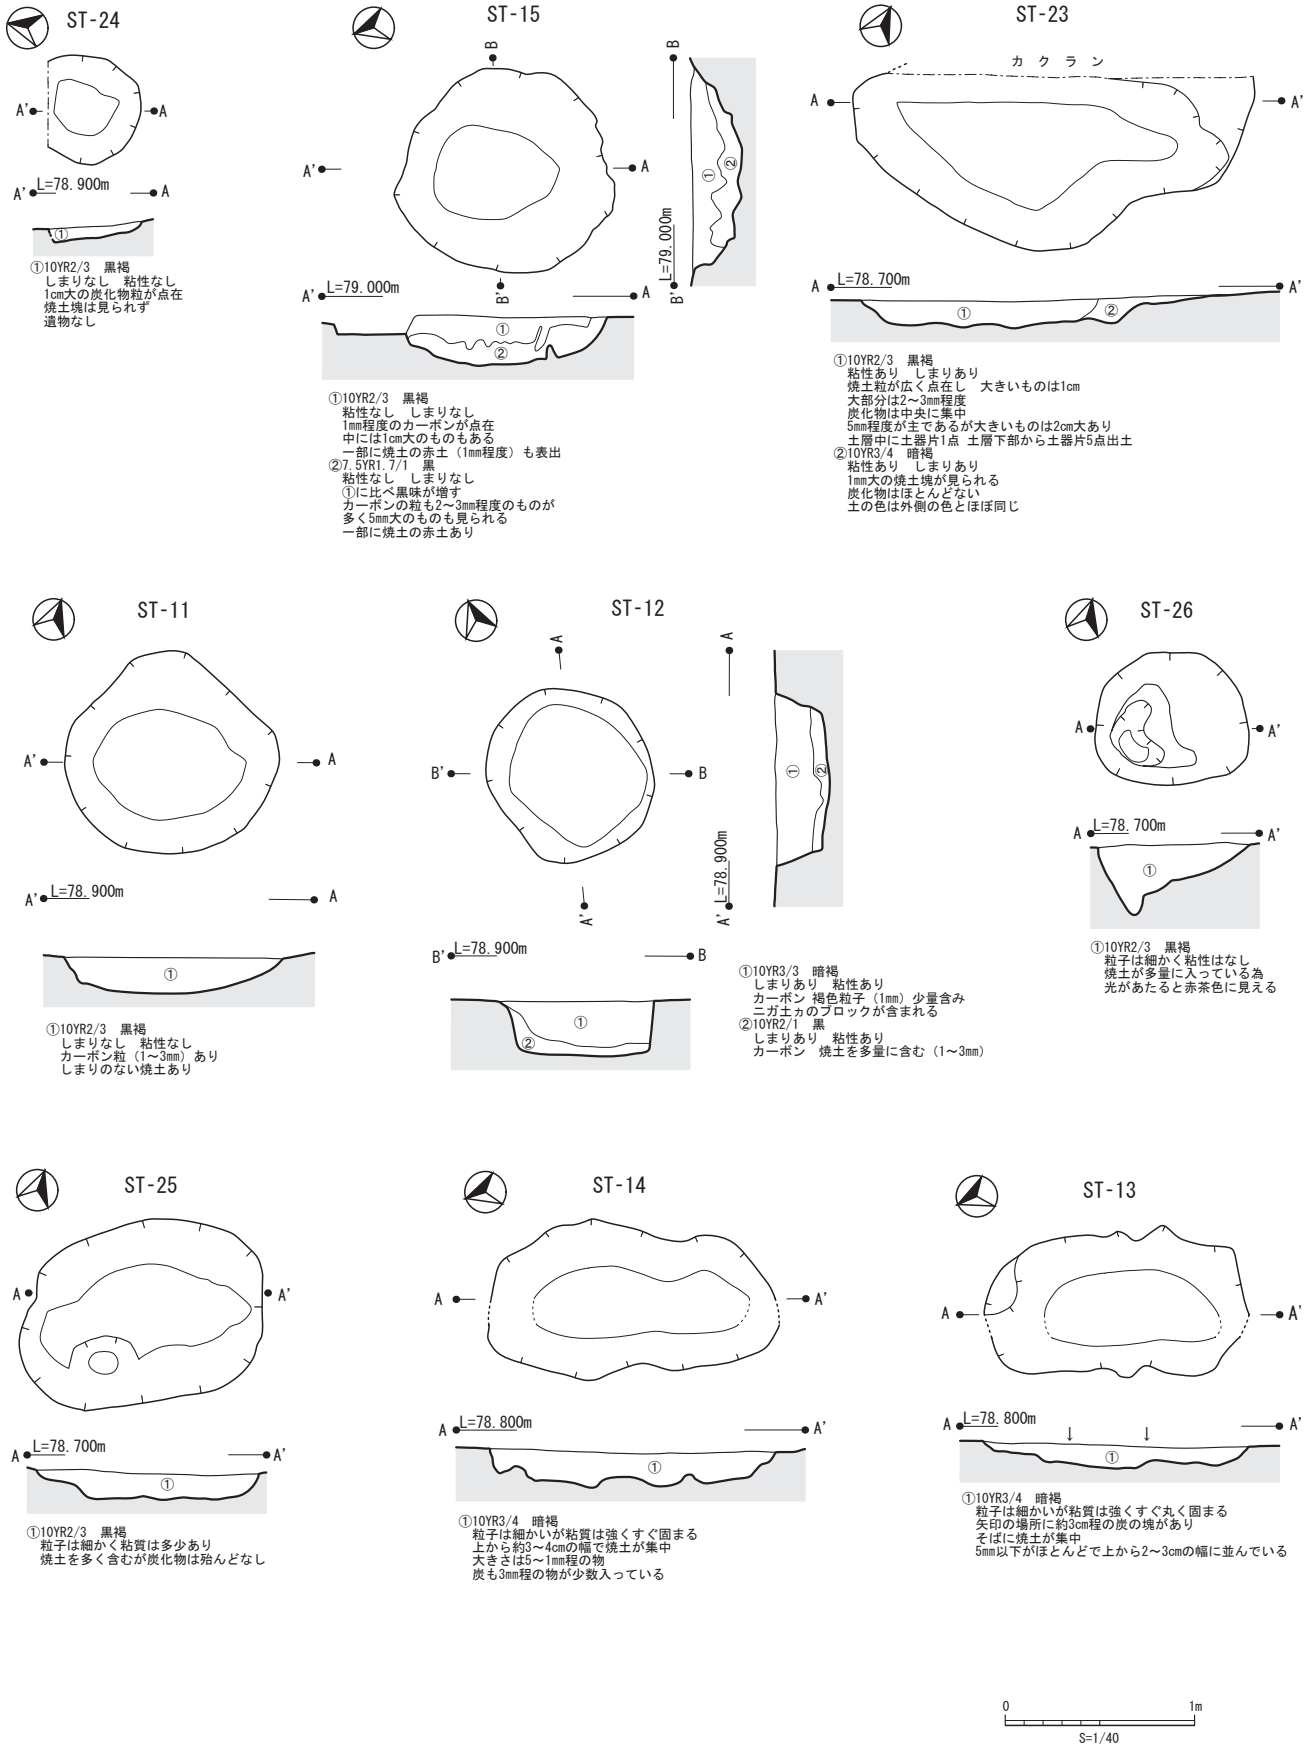 ST-24
A'
A
A'
L=78.900m
A
①
①10YR2/3 黒褐
しまりなし 粘性なし
1cm大の炭化物粒が点在
焼土塊は見られず
遺物なし
ST-15
B
A'
A
B'
B
①
②
L=79.000m
B'
A'
L=79.000m
A
①
②
①10YR2/3 黒褐
粘性なし しまりなし
1mm程度のカーボンが点在
中には1cm大のものもある
一部に焼土の赤土（1mm程度）も表出
②7.5YR1.7/1 黒
粘性なし しまりなし
①に比べ黒味が増す
カーボンの粒も2～3mm程度のものが
多く5mm大のものも見られる
一部に焼土の赤土あり
ST-23
カクラン
A
A'
A
L=78.700m
A'
①
②
①10YR2/3 黒褐
粘性あり しまりあり
焼土粒が広く点在し 大きいものは1cm
大部分は2～3mm程度
炭化物は中央に集中
5mm程度が主であるが大きいものは2cm大あり
土層中に土器片1点 土層下部から土器片5点出土
②10YR3/4 暗褐
粘性あり しまりあり
1mm大の焼土塊が見られる
炭化物はほとんどない
土の色は外側の色とほぼ同じ
ST-11
A'
A
A'
L=78.900m
A
①
①10YR2/3 黒褐
しまりなし 粘性なし
カーボン粒（1～3mm）あり
しまりのない焼土あり
ST-12
A
B'
B
A'
A
①
②
L=78.900m
A'
B'
L=78.900m
B
①
②
①10YR3/3 暗褐
しまりあり 粘性あり
カーボン 褐色粒子（1mm）少量含み
ニガ土ヵのブロックが含まれる
②10YR2/1 黒
しまりあり 粘性あり
カーボン 焼土を多量に含む（1～3mm）
ST-26
A
A'
A
L=78.700m
A'
①
①10YR2/3 黒褐
粒子は細かく粘性はなし
焼土が多量に入っている為
光があたると赤茶色に見える
ST-25
A
A'
A
L=78.700m
A'
①
①10YR2/3 黒褐
粒子は細かく粘質は多少あり
焼土を多く含むが炭化物は殆んどなし
ST-14
A
A'
A
L=78.800m
A'
①
①10YR3/4 暗褐
粒子は細かいが粘質は強くすぐ固まる
上から約3～4cmの幅で焼土が集中
大きさは5～1mm程の物
炭も3mm程の物が少数入っている
ST-13
A
A'
A
L=78.800m
↓ ↓
A'
①
①10YR3/4 暗褐
粒子は細かいが粘質は強くすぐ丸く固まる
矢印の場所に約3cm程の炭の塊があり
そばに焼土が集中
5mm以下がほとんどで上から2～3cmの幅に並んでいる
0 1m
S=1/40